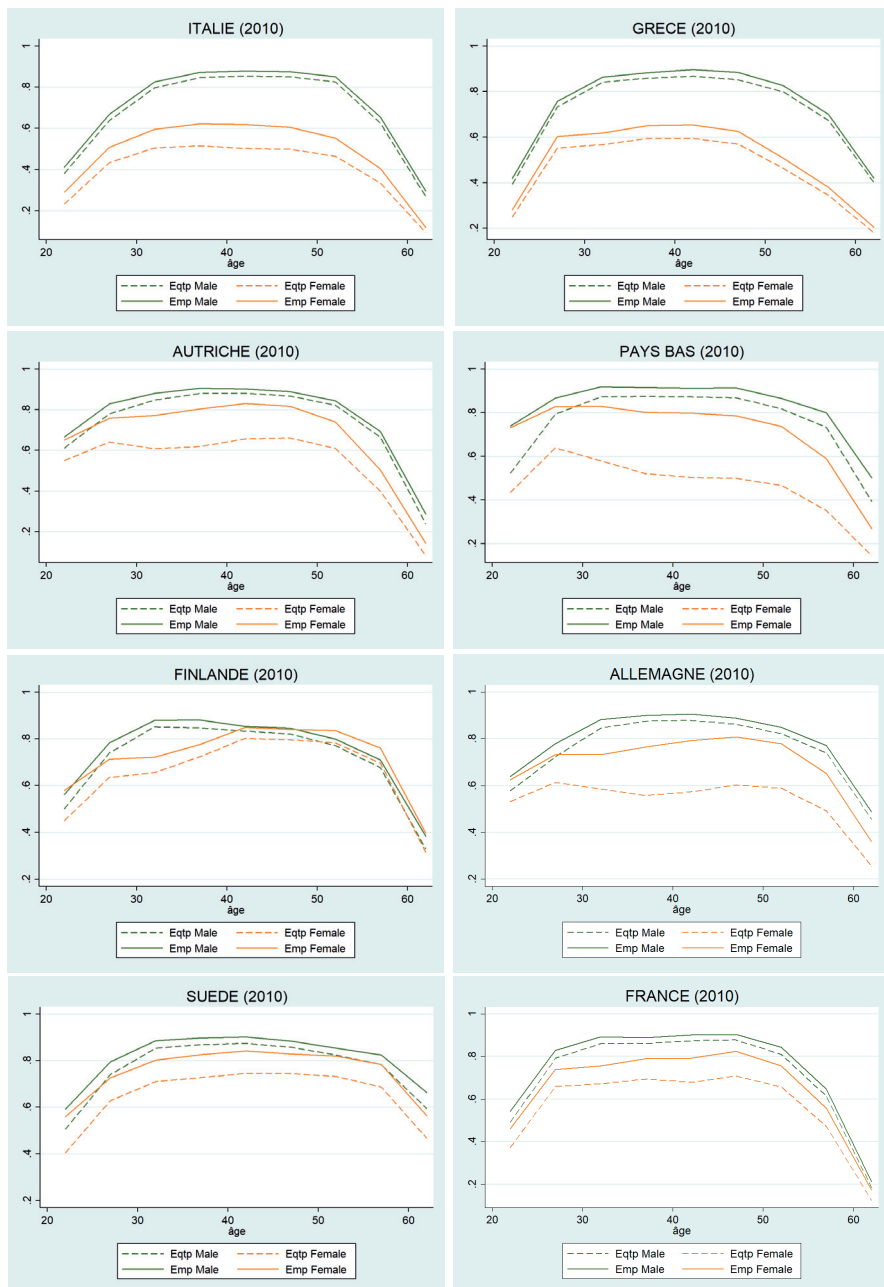 ITALIE (2010)
1
.8
.6
.4
.2
20 30 40 50 60
âge
Eqtp Male Eqtp Female
Emp Male Emp Female
GRECE (2010)
1
.8
.6
.4
.2
20 30 40 50 60
âge
Eqtp Male Eqtp Female
Emp Male Emp Female
AUTRICHE (2010)
1
.8
.6
.4
.2
20 30 40 50 60
âge
Eqtp Male Eqtp Female
Emp Male Emp Female
PAYS BAS (2010)
1
.8
.6
.4
.2
20 30 40 50 60
âge
Eqtp Male Eqtp Female
Emp Male Emp Female
FINLANDE (2010)
1
.8
.6
.4
.2
20 30 40 50 60
âge
Eqtp Male Eqtp Female
Emp Male Emp Female
ALLEMAGNE (2010)
1
.8
.6
.4
.2
20 30 40 50 60
âge
Eqtp Male Eqtp Female
Emp Male Emp Female
SUEDE (2010)
1
.8
.6
.4
.2
20 30 40 50 60
âge
Eqtp Male Eqtp Female
Emp Male Emp Female
FRANCE (2010)
1
.8
.6
.4
.2
20 30 40 50 60
âge
Eqtp Male Eqtp Female
Emp Male Emp Female